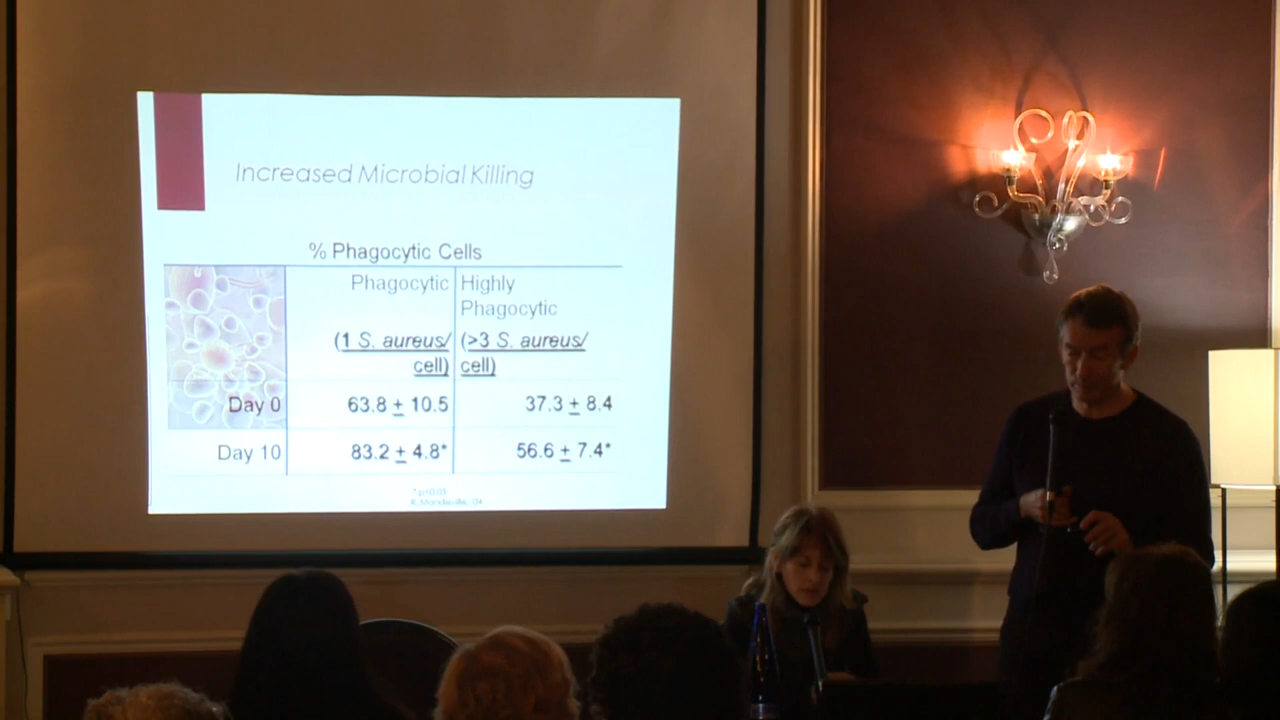 Increased Microbial Killing
% Phagocytic Cells
Phagocytic Highly
Phagocytic
(1 S. aureus/ (>3 S. aureus/
cell) cell)
Day 0 63.8 ± 10.5 37.3 ± 8.4
Day 10 83.2 ± 4.8* 56.6 ± 7.4*